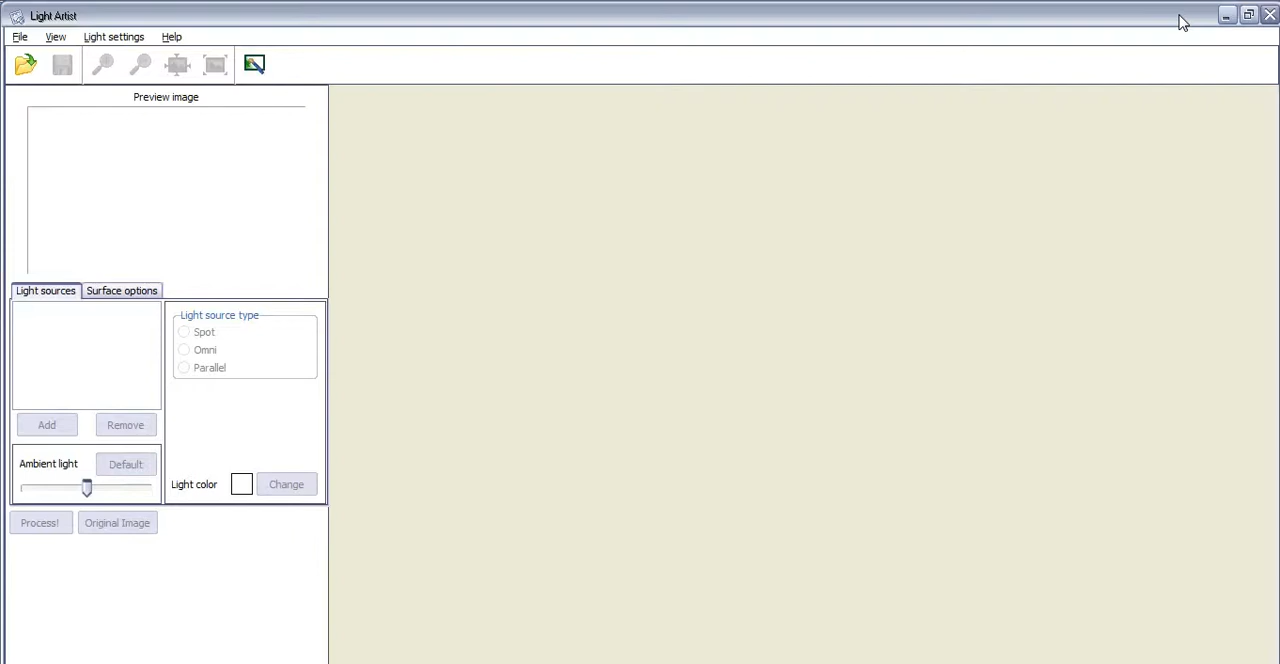 Light Artist
File View Light settings Help
Preview image
Light sources Surface options
Light source type
Spot
Omni
Parallel
Add Remove
Ambient light Default
Light color Change
Process! Original Image